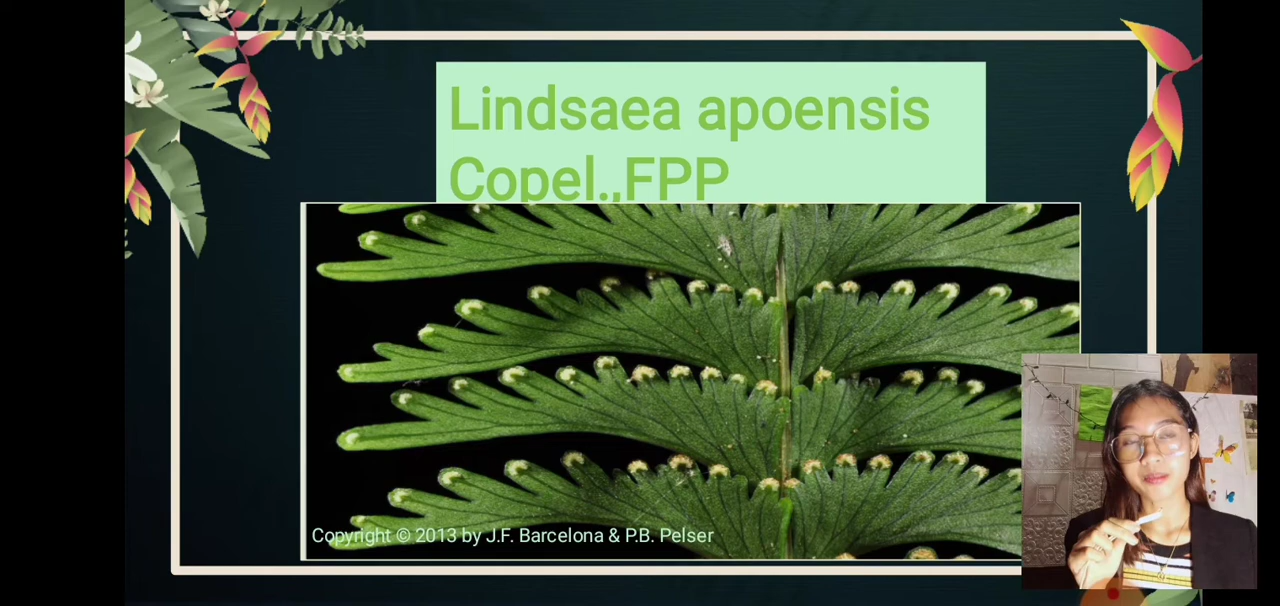 Lindsaea apoensis
Copel.,FPP
Copyright © 2013 by J.F. Barcelona & P.B. Pelser